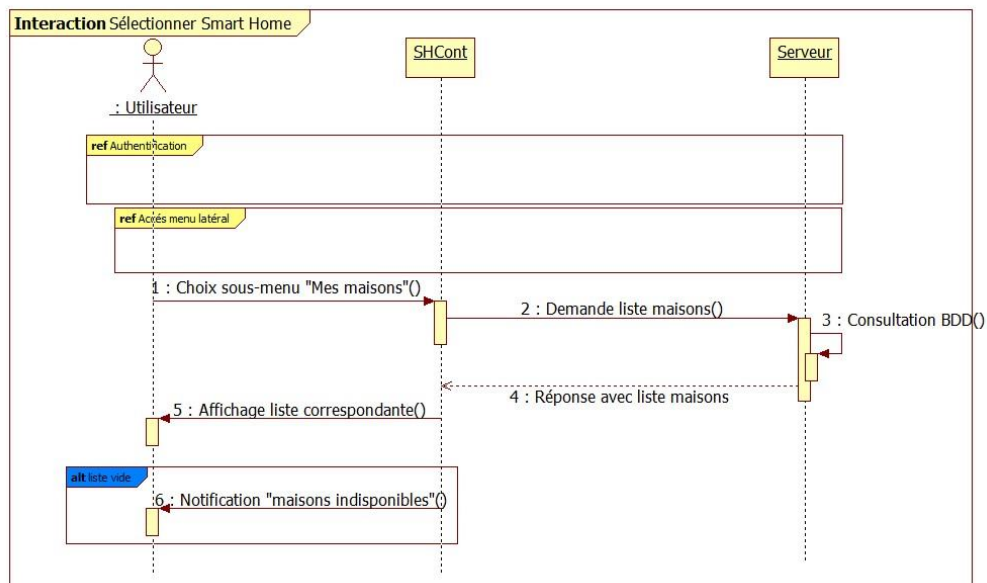 Interaction Sélectionner Smart Home
SHCont
Serveur
: Utilisateur
ref Authentification
ref Accés menu latéral
1 : Choix sous-menu "Mes maisons"()
2 : Demande liste maisons()
3 : Consultation BDD()
4 : Réponse avec liste maisons
5 : Affichage liste correspondante()
alt liste vide
6 : Notification "maisons indisponibles"()